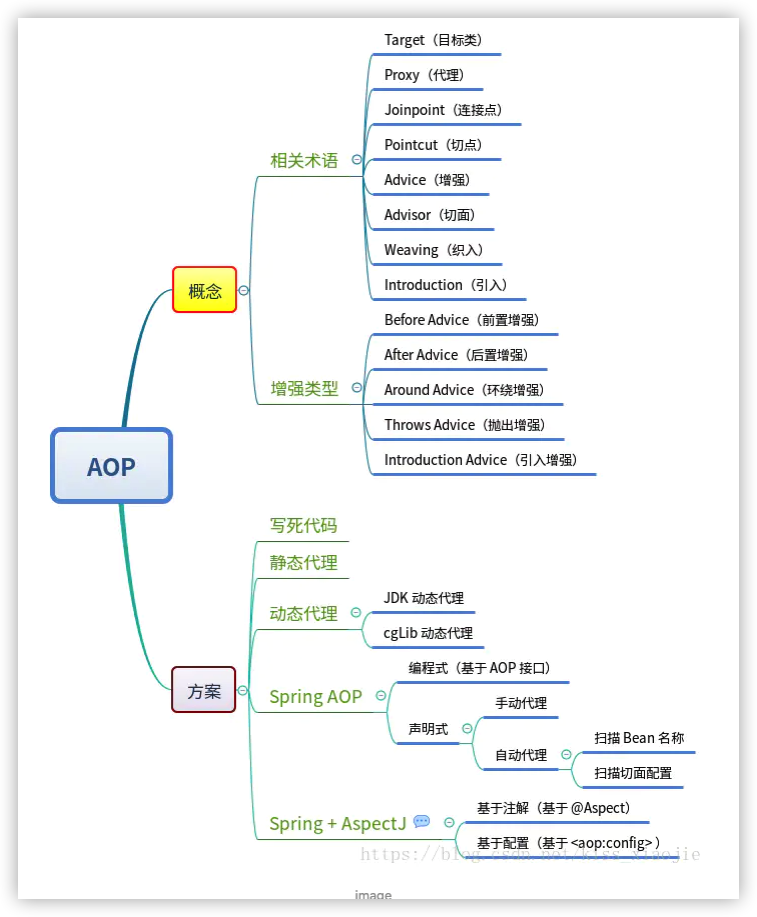 Target（目标类）
Proxy（代理）
Joinpoint（连接点）
Pointcut（切点）
相关术语
Advice（增强）
Advisor（切面）
Weaving（织入）
Introduction（引入）
概念
Before Advice（前置增强）
After Advice（后置增强）
增强类型
Around Advice（环绕增强）
Throws Advice（抛出增强）
Introduction Advice（引入增强）
AOP
写死代码
静态代理
动态代理
JDK 动态代理
cgLib 动态代理
方案
Spring AOP
编程式（基于 AOP 接口）
声明式
手动代理
自动代理
扫描 Bean 名称
扫描切面配置
Spring + AspectJ
基于注解（基于 @Aspect）
基于配置（基于 <aop:config> ）
https://blog.csdn.net/kiss_xiaojie
image